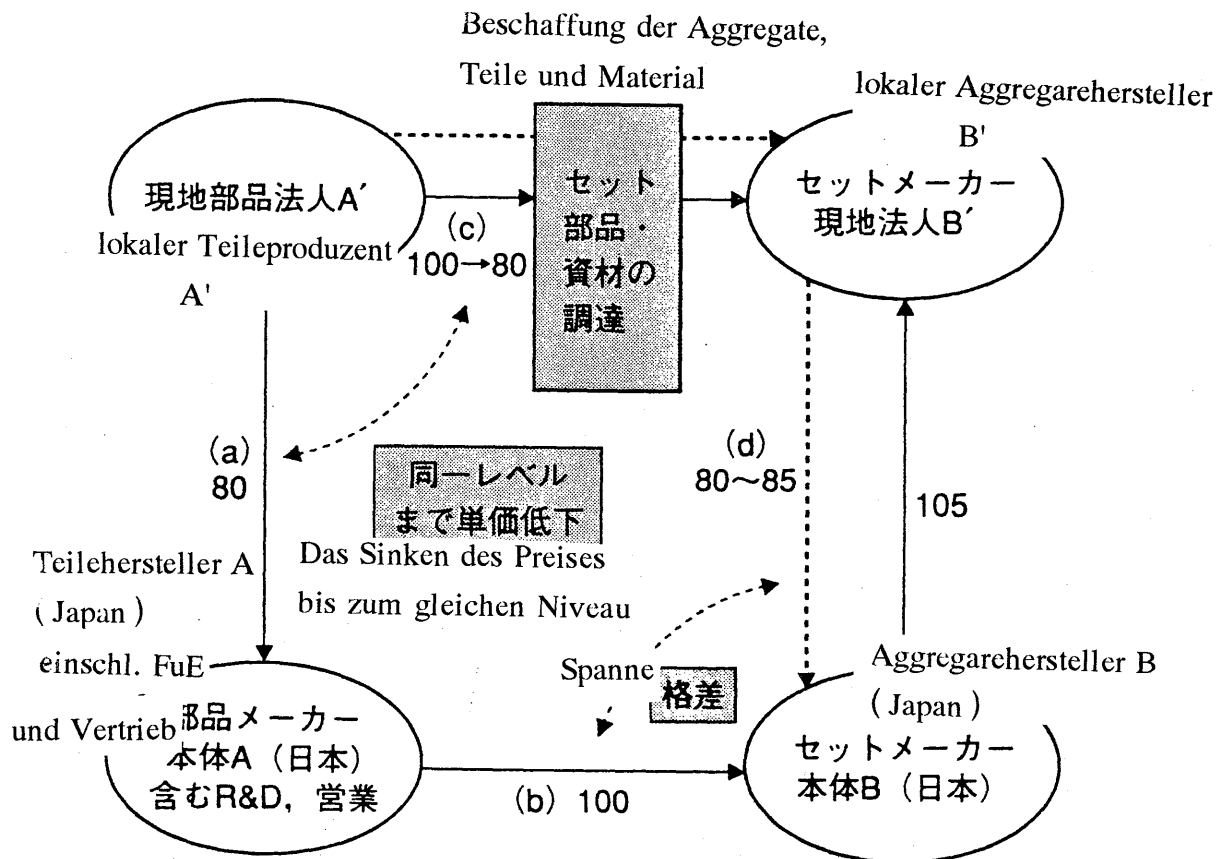 Beschaffung der Aggregate,
Teile und Material
lokaler Aggregarehersteller
B'
現地部品法人A′
lokaler Teileproduzent
A'
(c)
100→80
セット
部品・
資材の
調達
セットメーカー
現地法人B′
(a)
80
同一レベル
まで単価低下
Das Sinken des Preises
bis zum gleichen Niveau
(d)
80〜85
105
Teilehersteller A
(Japan)
einschl. FuE
und Vertrieb
部品メーカー
本体A（日本）
含むR&D，営業
Spanne
格差
(b) 100
Aggregarehersteller B
(Japan)
セットメーカー
本体B（日本）